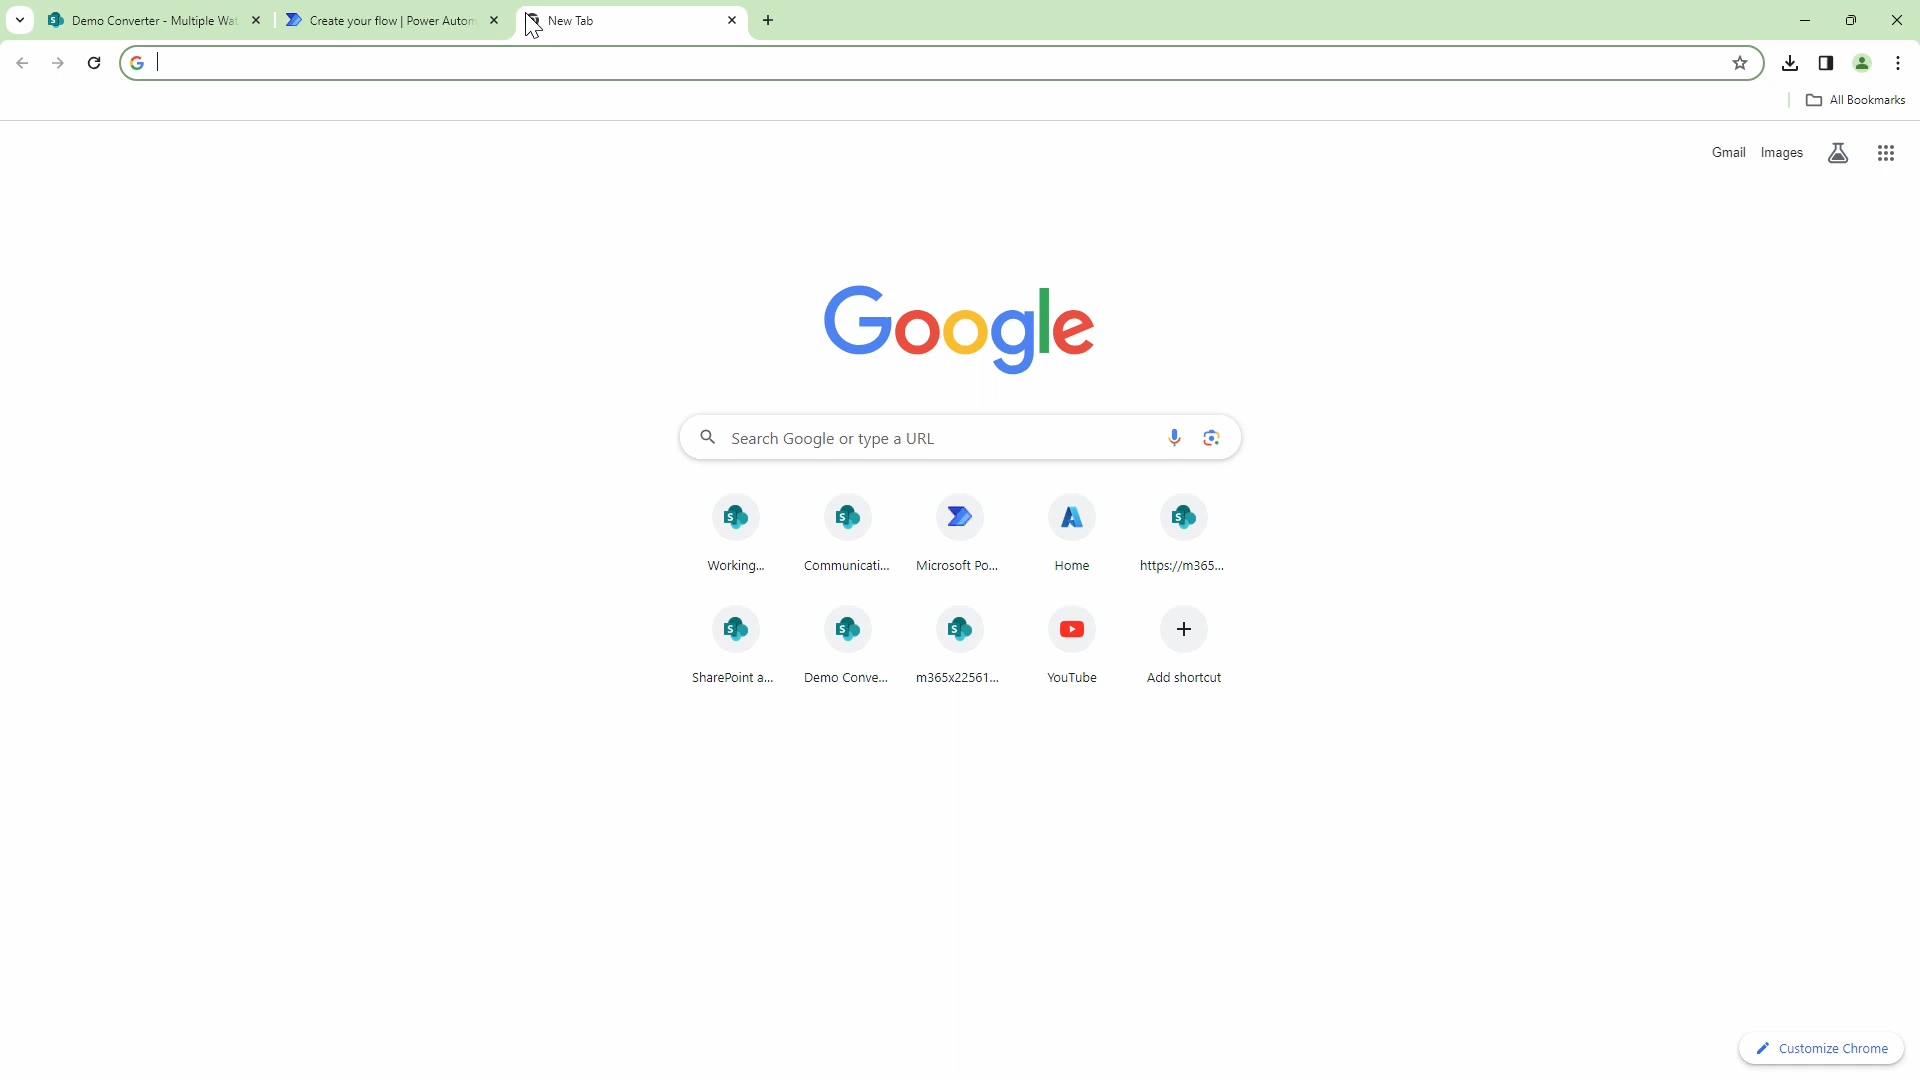 Demo Converter - Multiple Wat
Create your flow | Power Autom
New Tab
All Bookmarks
Gmail
Images
Google
Search Google or type a URL
Working...
Communicati...
Microsoft Po...
Home
https://m365...
SharePoint a...
Demo Conve...
m365x22561...
YouTube
Add shortcut
Customize Chrome